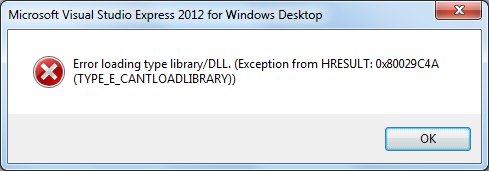 Microsoft Visual Studio Express 2012 for Windows Desktop
Error loading type library/DLL. (Exception from HRESULT: 0x80029C4A
(TYPE_E_CANTLOADLIBRARY))
OK